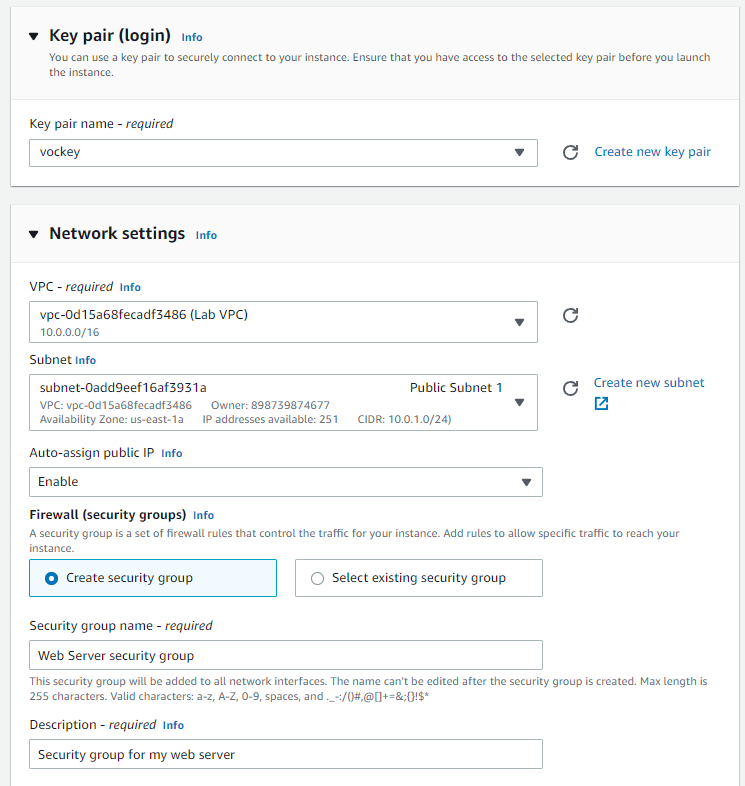 Key pair (login) Info
You can use a key pair to securely connect to your instance. Ensure that you have access to the selected key pair before you launch
the instance.
Key pair name - required
vockey
Create new key pair
Network settings Info
VPC - required Info
vpc-0d15a68fecadf3486 (Lab VPC)
10.0.0.0/16
Subnet Info
subnet-0add9eef16af3931a Public Subnet 1
VPC: vpc-0d15a68fecadf3486 Owner: 898739874677
Availability Zone: us-east-1a IP addresses available: 251 CIDR: 10.0.1.0/24)
Create new subnet
Auto-assign public IP Info
Enable
Firewall (security groups) Info
A security group is a set of firewall rules that control the traffic for your instance. Add rules to allow specific traffic to reach your
instance.
Create security group Select existing security group
Security group name - required
Web Server security group
This security group will be added to all network interfaces. The name can't be edited after the security group is created. Max length is
255 characters. Valid characters: a-z, A-Z, 0-9, spaces, and ._-:/()#,@[]+=&;{}!$*
Description - required Info
Security group for my web server